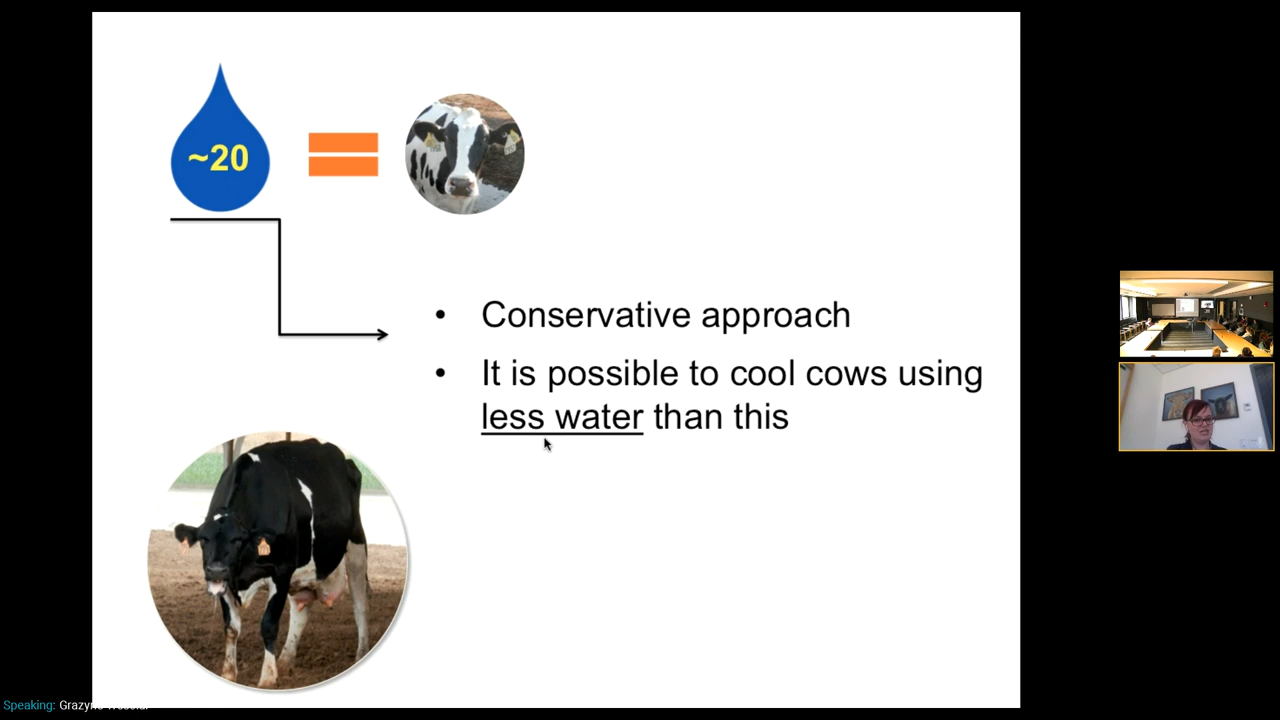 ~20
• Conservative approach
• It is possible to cool cows using
less water than this
Speaking: